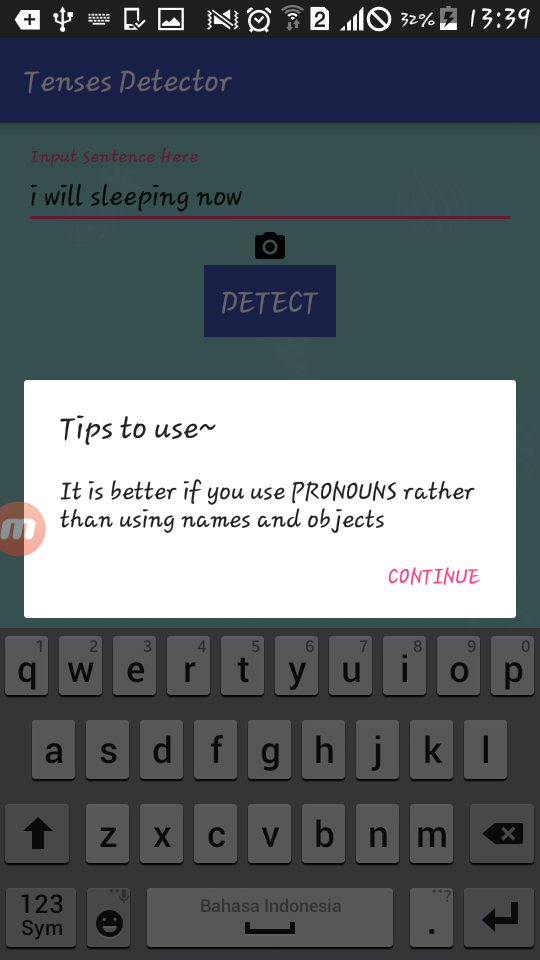 2 32% 13:39
Tenses Detector
Input Sentence Here
i will sleeping now
DETECT
Tips to use~
It is better if you use PRONOUNS rather
than using names and objects
m
CONTINUE
1 2 3 4 5 6 7 8 9 0
q w e r t y u i o p
a s d f g h j k l
z x c v b n m
123 Bahasa Indonesia . ?
Sym